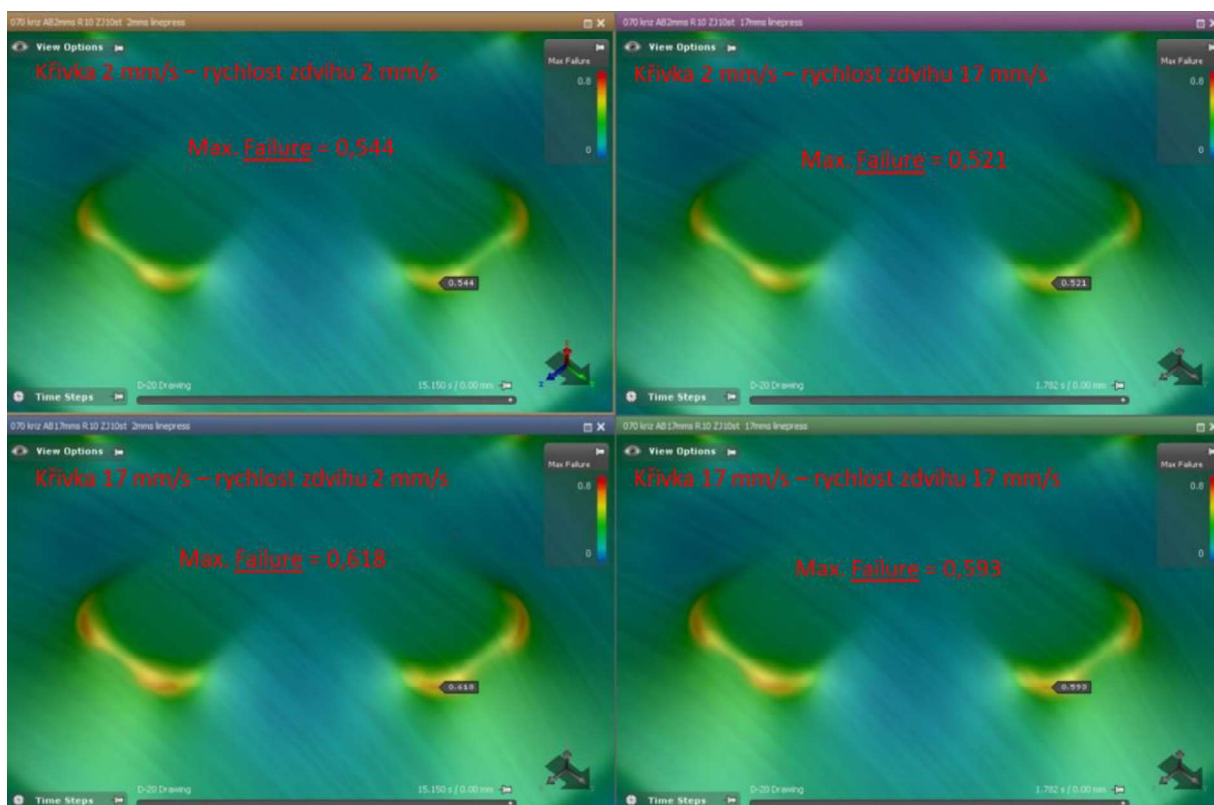 070 kriz AB2mms R10 ZJ10st 2mms linepress
View Options
Křivka 2 mm/s – rychlost zdvihu 2 mm/s
Max Failure
0.8
0
Max. Failure = 0,544
0.544
D-20 Drawing
15.150 s / 0.00 mm
Time Steps
070 kriz AB2mms R10 ZJ10st 17mms linepress
View Options
Křivka 2 mm/s – rychlost zdvihu 17 mm/s
Max Failure
0.8
0
Max. Failure = 0,521
0.521
D-20 Drawing
1.782 s / 0.00 mm
Time Steps
070 kriz AB17mms R10 ZJ10st 2mms linepress
View Options
Křivka 17 mm/s – rychlost zdvihu 2 mm/s
Max Failure
0.8
0
Max. Failure = 0,618
0.618
D-20 Drawing
15.150 s / 0.00 mm
Time Steps
070 kriz AB17mms R10 ZJ10st 17mms linepress
View Options
Křivka 17 mm/s – rychlost zdvihu 17 mm/s
Max Failure
0.8
0
Max. Failure = 0,593
0.593
D-20 Drawing
1.782 s / 0.00 mm
Time Steps